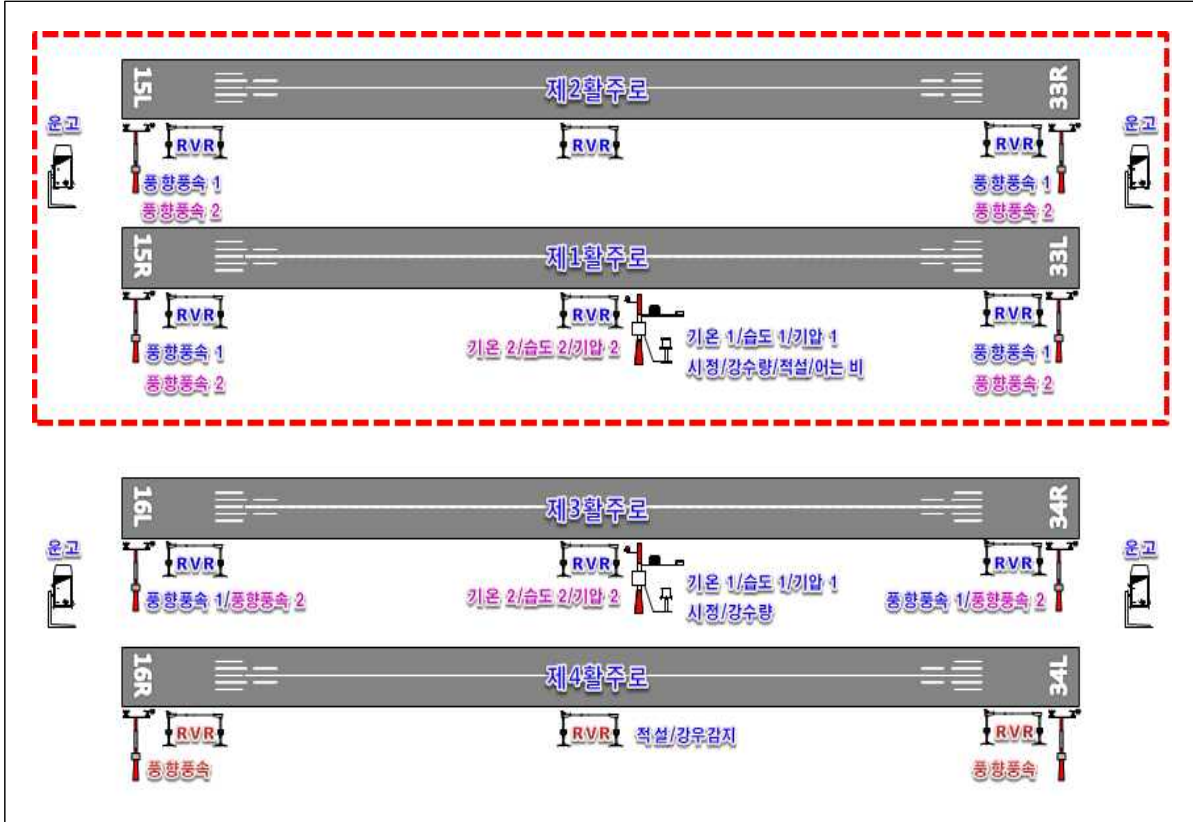 15L 제2활주로 33R
운고 운고
RVR RVR RVR
풍향풍속 1 풍향풍속 1
풍향풍속 2 풍향풍속 2
15R 제1활주로 33L
RVR RVR RVR
기온 1/습도 1/기압 1
풍향풍속 1 기온 2/습도 2/기압 2 풍향풍속 1
시정/강수량/적설/어는 비
풍향풍속 2 풍향풍속 2
16L 제3활주로 34R
운고 운고
RVR RVR RVR
기온 1/습도 1/기압 1
풍향풍속 1/풍향풍속 2 기온 2/습도 2/기압 2 풍향풍속 1/풍향풍속 2
시정/강수량
16R 제4활주로 34L
RVR RVR 적설/강우감지 RVR
풍향풍속 풍향풍속